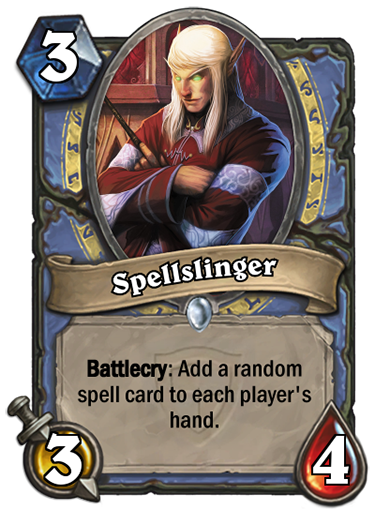 3
Spellslinger
Battlecry: Add a random
spell card to each player's
hand.
3
4